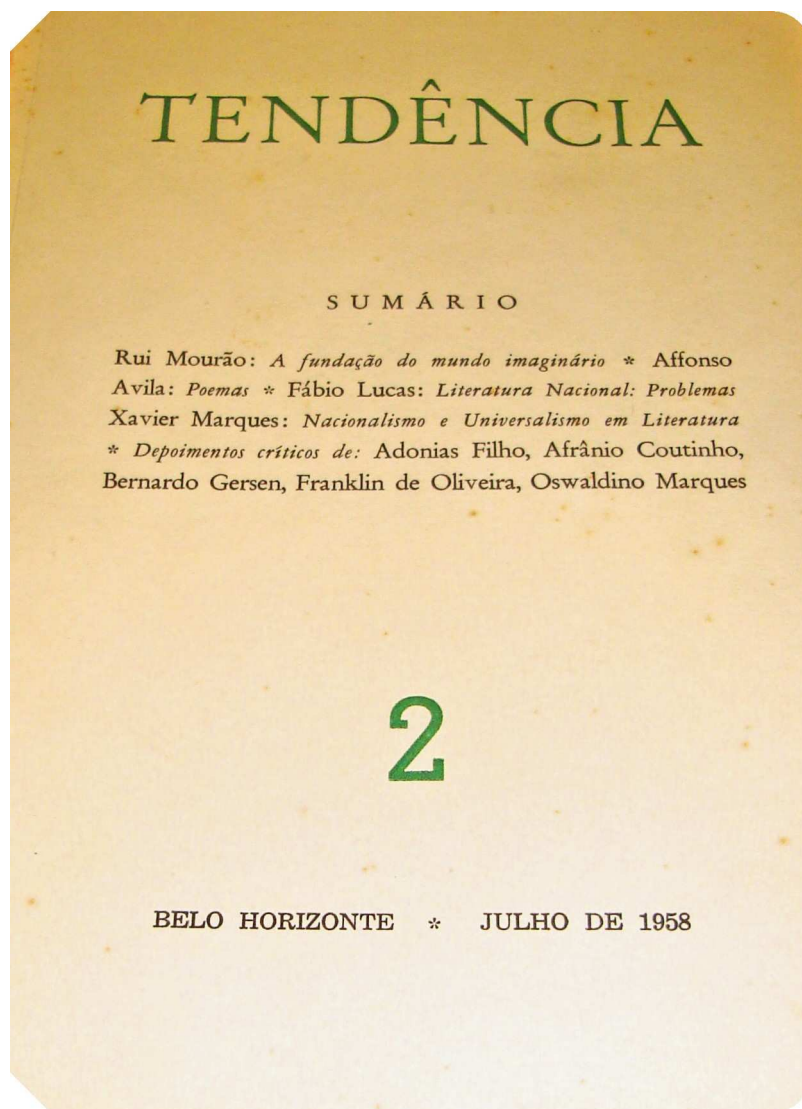 TENDÊNCIA
SUMÁRIO
Rui Mourão: A fundação do mundo imaginário * Affonso
Avila: Poemas * Fábio Lucas: Literatura Nacional: Problemas
Xavier Marques: Nacionalismo e Universalismo em Literatura
* Depoimentos críticos de: Adonias Filho, Afrânio Coutinho,
Bernardo Gersen, Franklin de Oliveira, Oswaldino Marques
2
BELO HORIZONTE * JULHO DE 1958